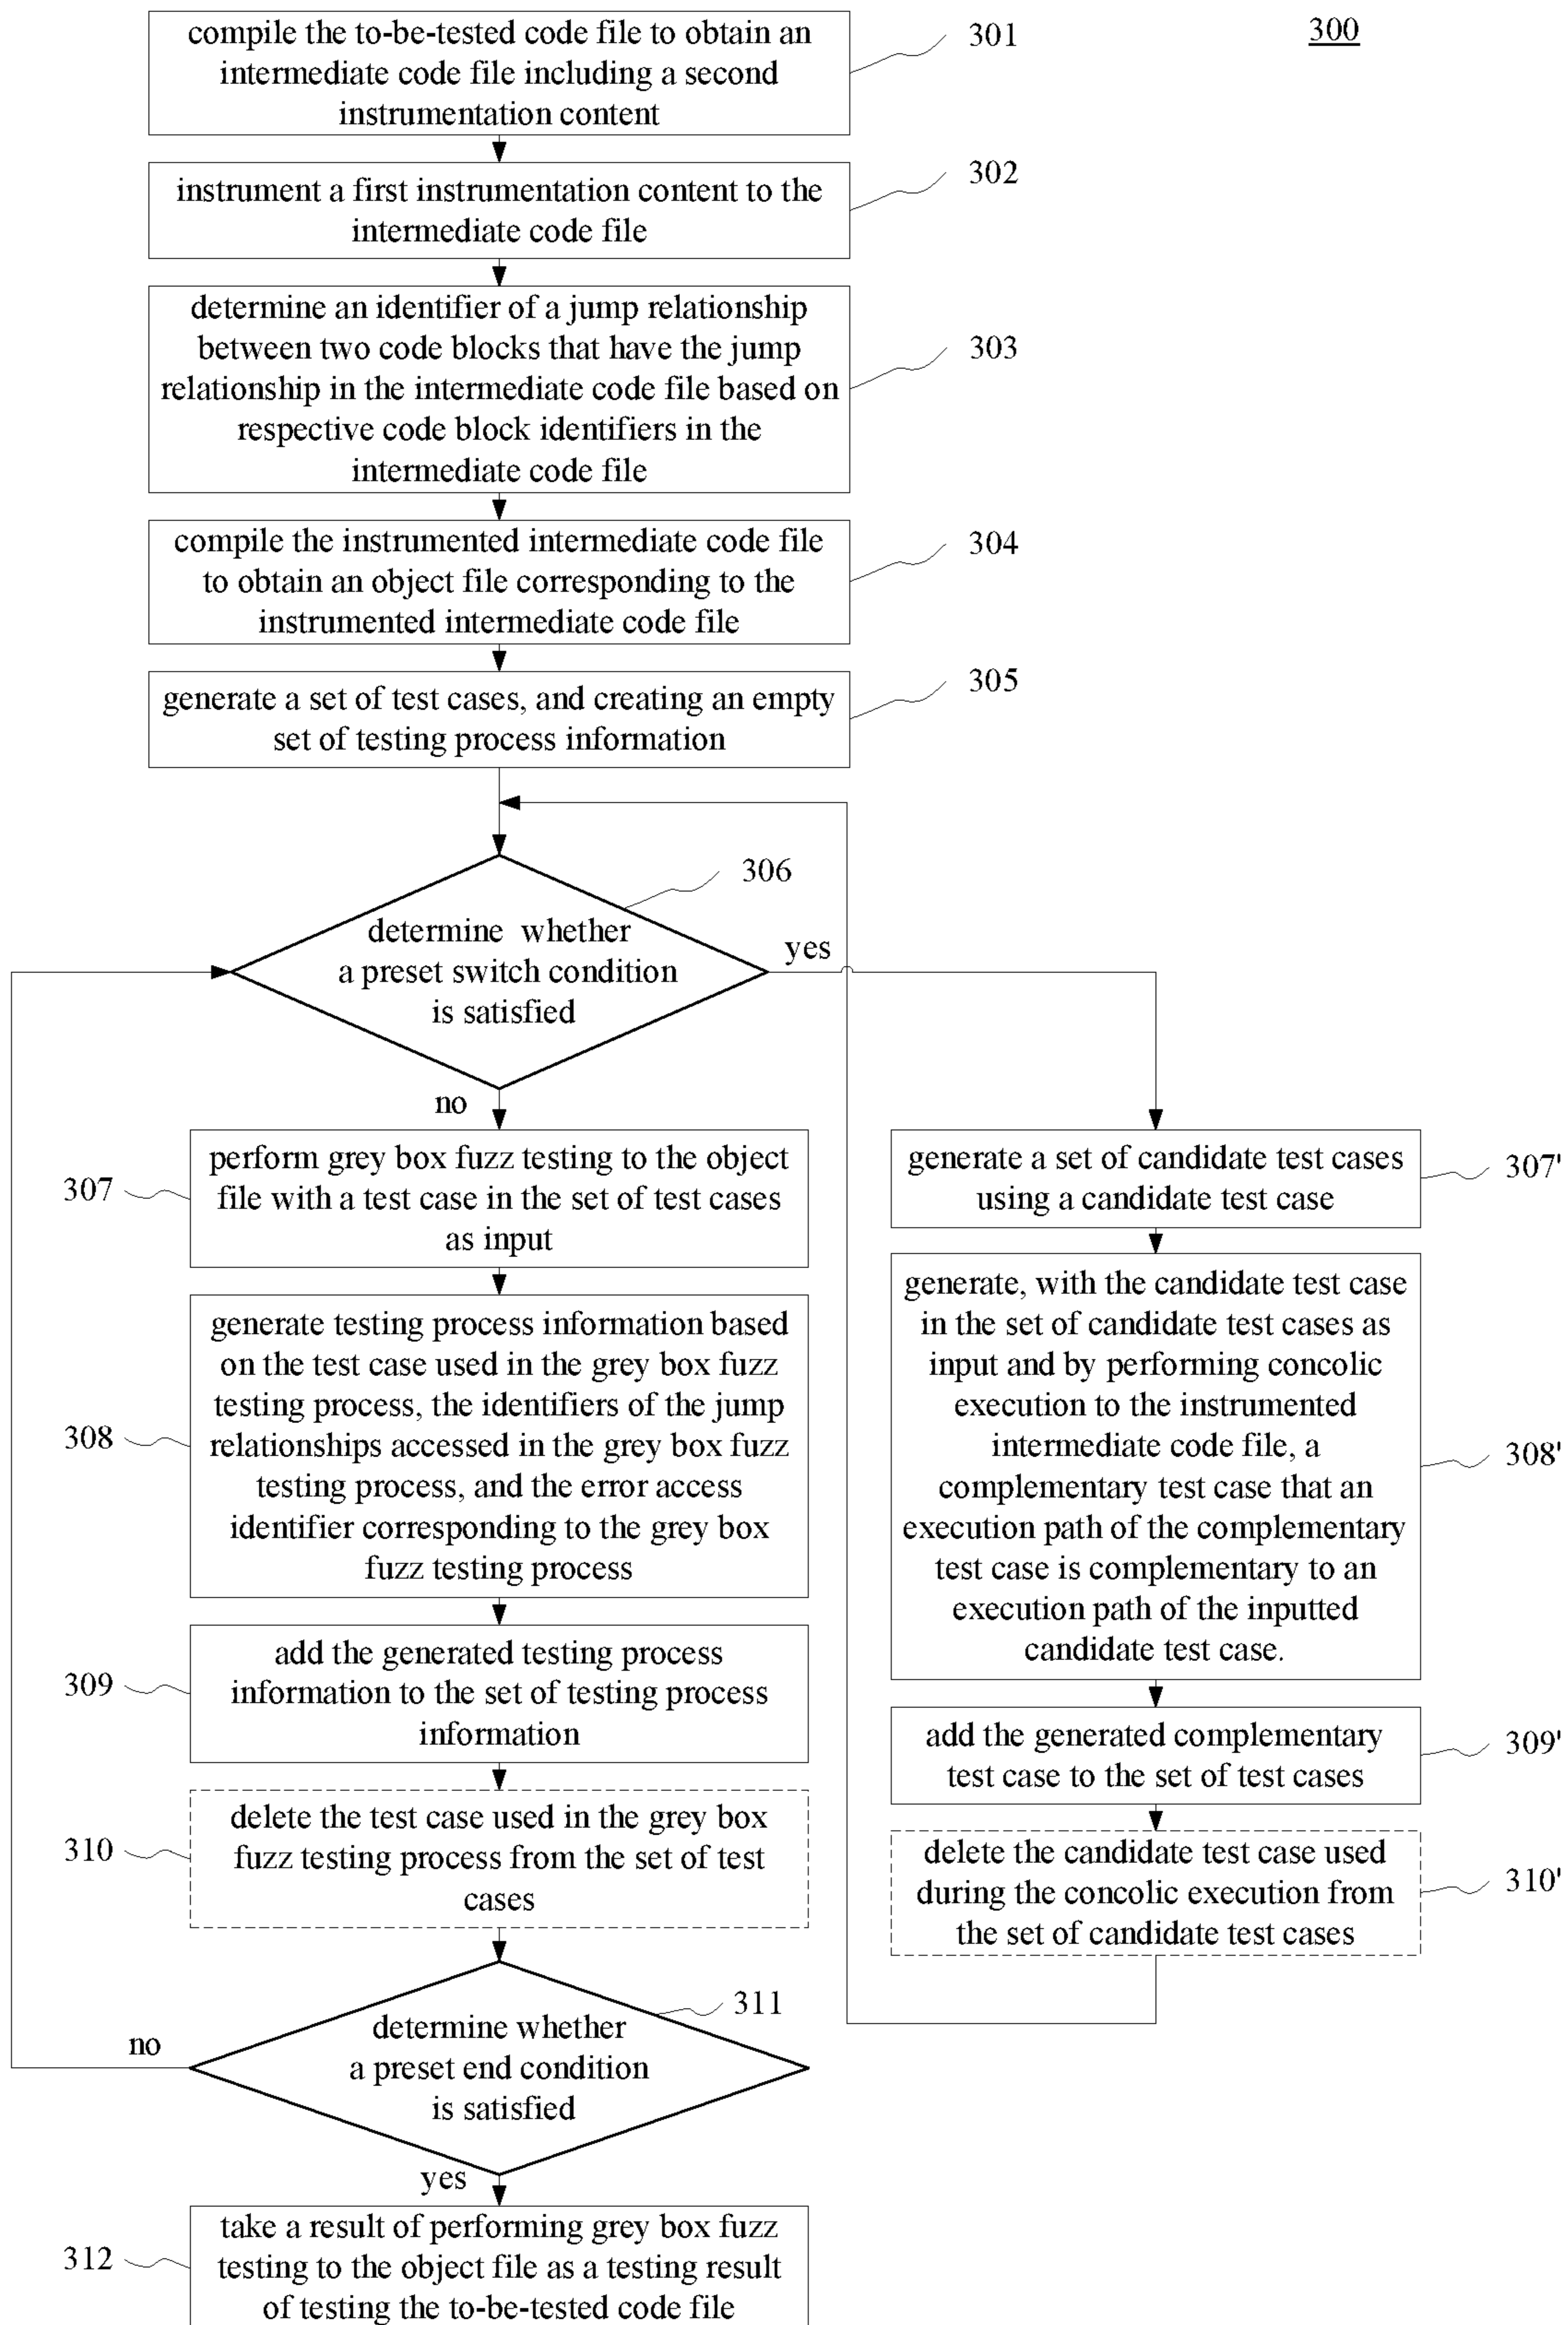 300
compile the to-be-tested code file to obtain an
intermediate code file including a second
instrumentation content
301
instrument a first instrumentation content to the
intermediate code file
302
determine an identifier of a jump relationship
between two code blocks that have the jump
relationship in the intermediate code file based on
respective code block identifiers in the
intermediate code file
303
compile the instrumented intermediate code file
to obtain an object file corresponding to the
instrumented intermediate code file
304
generate a set of test cases, and creating an empty
set of testing process information
305
306
determine whether
a preset switch condition
is satisfied
yes
no
perform grey box fuzz testing to the object
file with a test case in the set of test cases
as input
307
generate testing process information based
on the test case used in the grey box fuzz
testing process, the identifiers of the jump
relationships accessed in the grey box fuzz
testing process, and the error access
identifier corresponding to the grey box
fuzz testing process
308
add the generated testing process
information to the set of testing process
information
309
delete the test case used in the grey box
fuzz testing process from the set of test
cases
310
generate a set of candidate test cases
using a candidate test case
307'
generate, with the candidate test case
in the set of candidate test cases as
input and by performing concolic
execution to the instrumented
intermediate code file, a
complementary test case that an
execution path of the complementary
test case is complementary to an
execution path of the inputted
candidate test case.
308'
add the generated complementary
test case to the set of test cases
309'
delete the candidate test case used
during the concolic execution from
the set of candidate test cases
310'
311
determine whether
a preset end condition
is satisfied
no
yes
take a result of performing grey box fuzz
testing to the object file as a testing result
of testing the to-be-tested code file
312